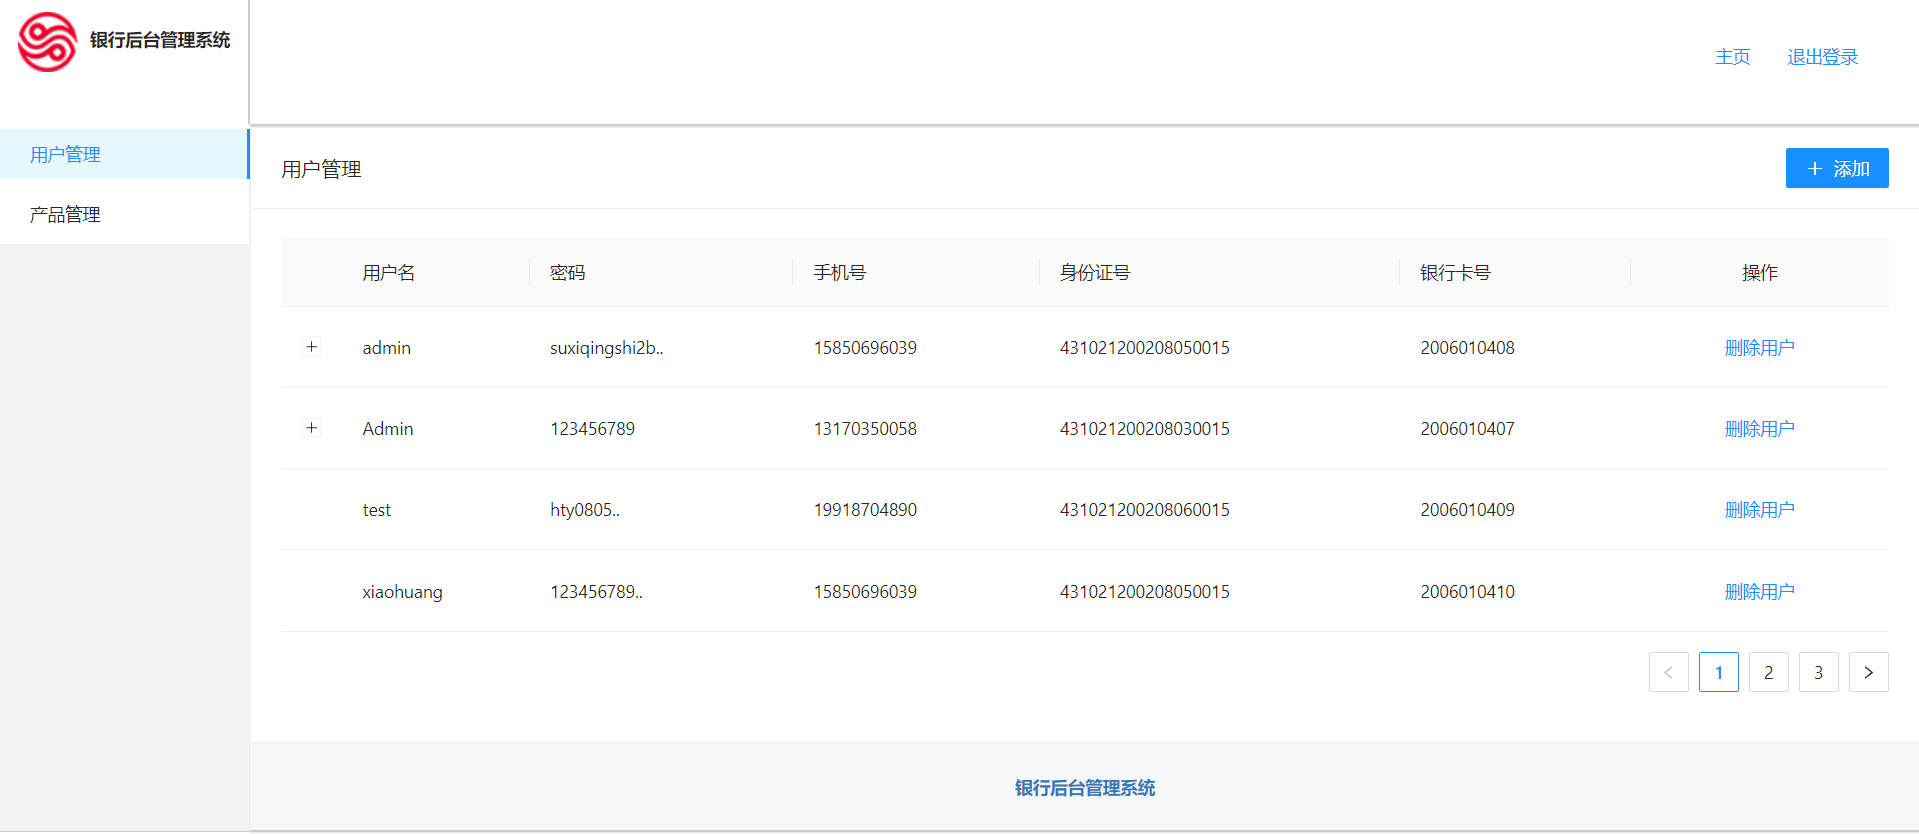 银行后台管理系统
主页 退出登录
用户管理
产品管理
用户管理
+ 添加
用户名 密码 手机号 身份证号 银行卡号 操作
+ admin suxiqingshi2b.. 15850696039 431021200208050015 2006010408 删除用户
+ Admin 123456789 13170350058 431021200208030015 2006010407 删除用户
test hty0805.. 19918704890 431021200208060015 2006010409 删除用户
xiaohuang 123456789.. 15850696039 431021200208050015 2006010410 删除用户
< 1 2 3 >
银行后台管理系统